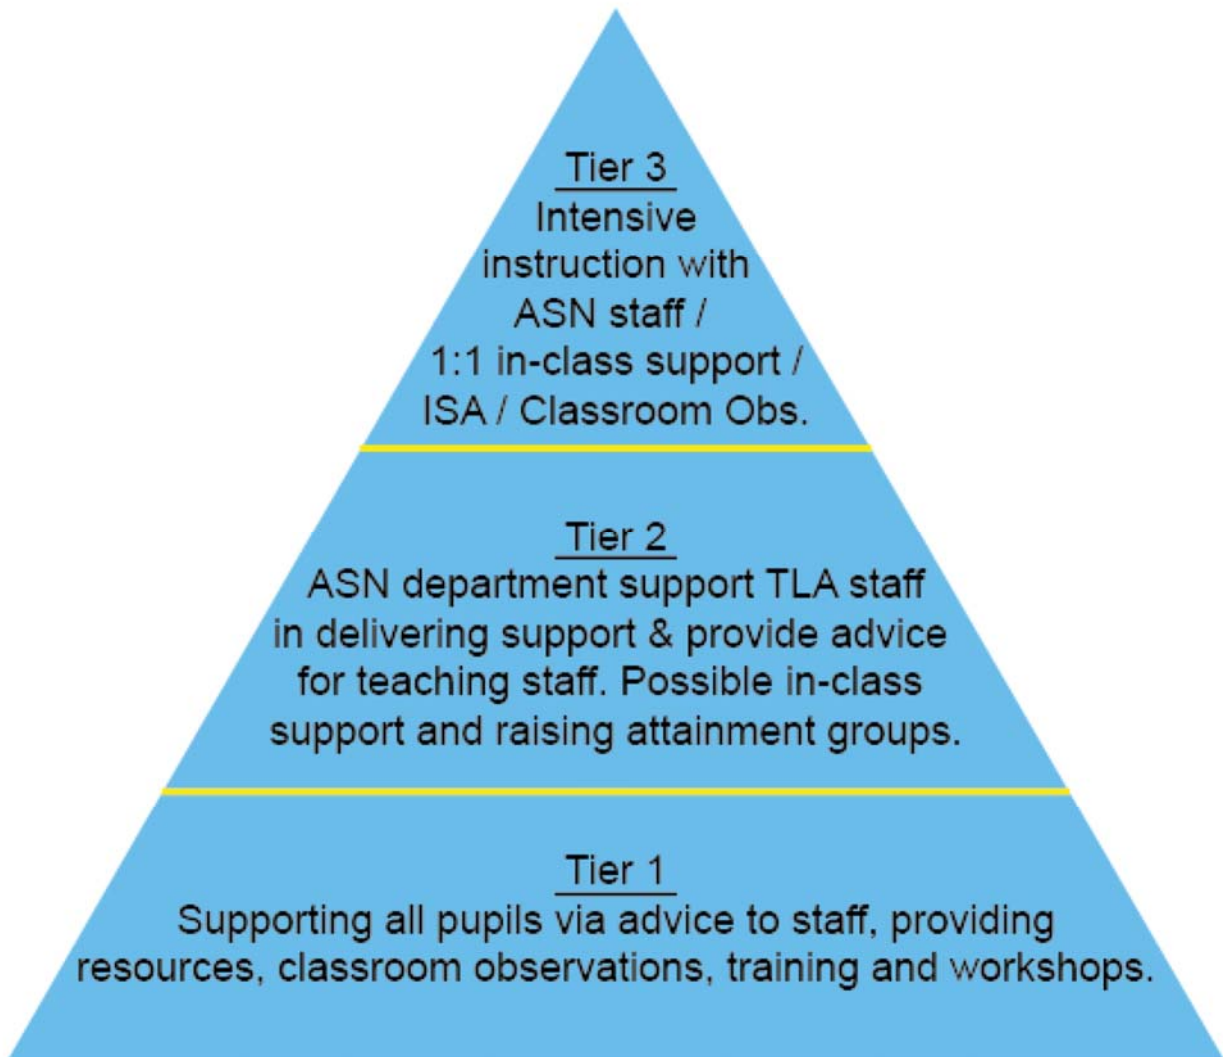 Tier 3
Intensive
instruction with
ASN staff /
1:1 in-class support /
ISA / Classroom Obs.
Tier 2
ASN department support TLA staff
in delivering support & provide advice
for teaching staff. Possible in-class
support and raising attainment groups.
Tier 1
Supporting all pupils via advice to staff, providing
resources, classroom observations, training and workshops.